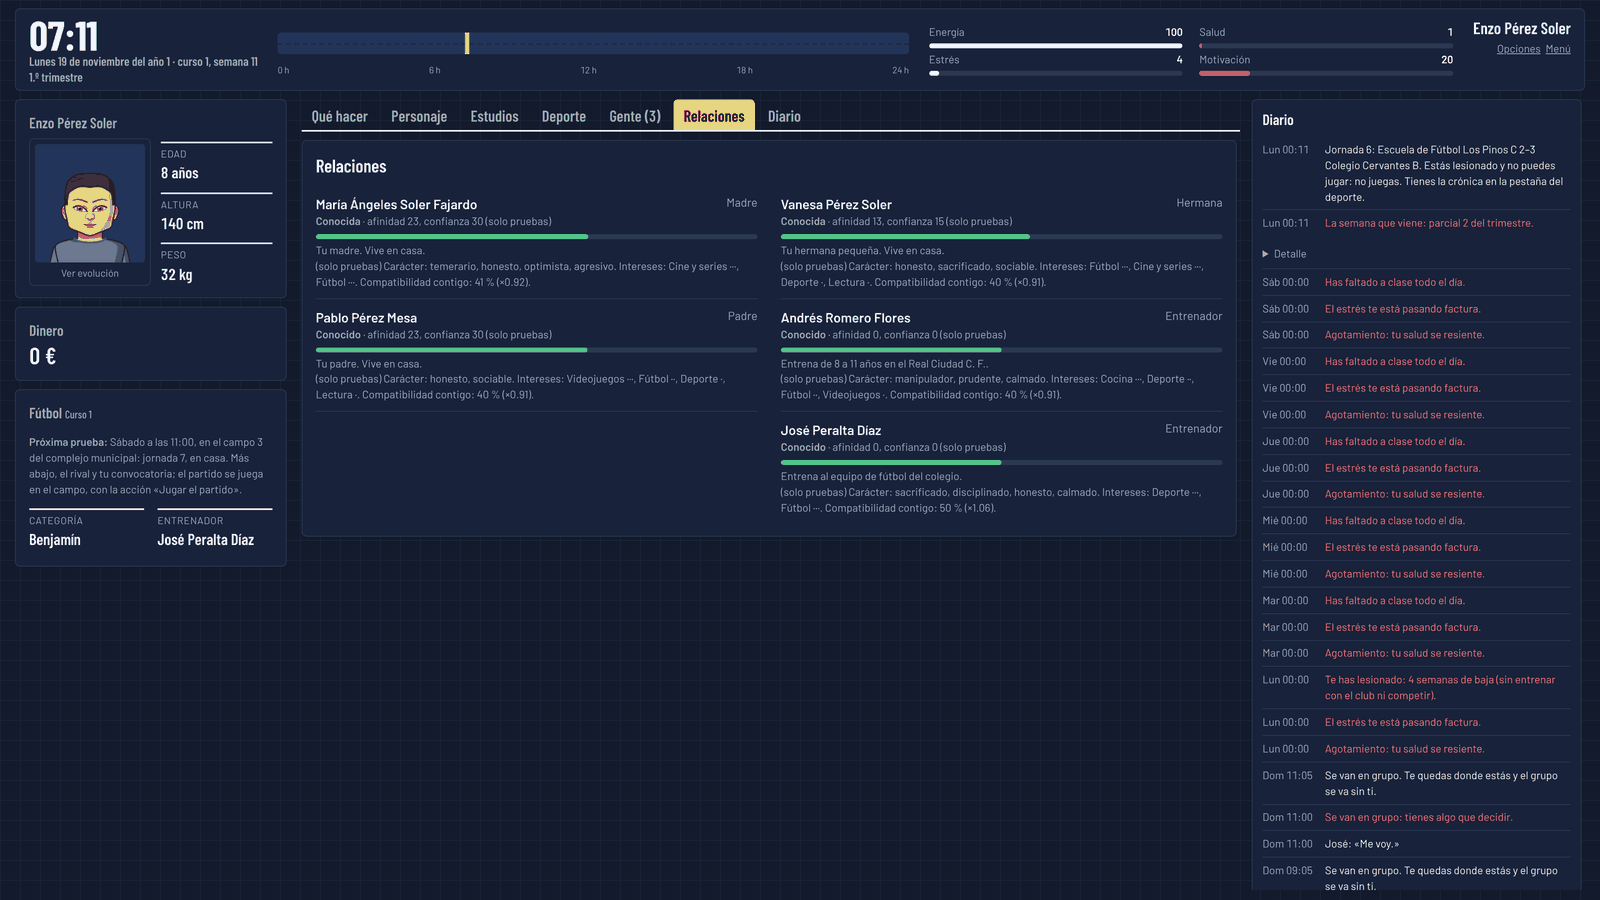 07:11
Lunes 19 de noviembre del año 1 · curso 1, semana 11
1.º trimestre
0 h
6 h
12 h
18 h
24 h
Energía 100
Estrés 4
Salud 1
Motivación 20
Enzo Pérez Soler
Opciones Menú
Enzo Pérez Soler
Ver evolución
EDAD
8 años
ALTURA
140 cm
PESO
32 kg
Dinero
0 €
Fútbol Curso 1
Próxima prueba: Sábado a las 11:00, en el campo 3
del complejo municipal: jornada 7, en casa. Más
abajo, el rival y tu convocatoria; el partido se juega
en el campo, con la acción «Jugar el partido».
CATEGORÍA
Benjamín
ENTRENADOR
José Peralta Díaz
Qué hacer
Personaje
Estudios
Deporte
Gente (3)
Relaciones
Diario
Relaciones
María Ángeles Soler Fajardo
Madre
Conocida · afinidad 23, confianza 30 (solo pruebas)
Tu madre. Vive en casa.
(solo pruebas) Carácter: temerario, honesto, optimista, agresivo. Intereses: Cine y series ···,
Fútbol ···. Compatibilidad contigo: 41 % (×0.92).
Pablo Pérez Mesa
Padre
Conocido · afinidad 23, confianza 30 (solo pruebas)
Tu padre. Vive en casa.
(solo pruebas) Carácter: honesto, sociable. Intereses: Videojuegos ···, Fútbol ··, Deporte ·,
Lectura ·. Compatibilidad contigo: 40 % (×0.91).
Vanesa Pérez Soler
Hermana
Conocida · afinidad 13, confianza 15 (solo pruebas)
Tu hermana pequeña. Vive en casa.
(solo pruebas) Carácter: honesto, sacrificado, sociable. Intereses: Fútbol ···, Cine y series ···,
Deporte ·, Lectura ·. Compatibilidad contigo: 40 % (×0.91).
Andrés Romero Flores
Entrenador
Conocido · afinidad 0, confianza 0 (solo pruebas)
Entrena de 8 a 11 años en el Real Ciudad C. F..
(solo pruebas) Carácter: manipulador, prudente, calmado. Intereses: Cocina ···, Deporte ··,
Fútbol ··, Videojuegos ·. Compatibilidad contigo: 40 % (×0.91).
José Peralta Díaz
Entrenador
Conocido · afinidad 0, confianza 0 (solo pruebas)
Entrena al equipo de fútbol del colegio.
(solo pruebas) Carácter: sacrificado, disciplinado, honesto, calmado. Intereses: Deporte ···,
Fútbol ···. Compatibilidad contigo: 50 % (×1.06).
Diario
Lun 00:11 Jornada 6: Escuela de Fútbol Los Pinos C 2–3
Colegio Cervantes B. Estás lesionado y no puedes
jugar: no juegas. Tienes la crónica en la pestaña del
deporte.
Lun 00:11 La semana que viene: parcial 2 del trimestre.
▶ Detalle
Sáb 00:00 Has faltado a clase todo el día.
Sáb 00:00 El estrés te está pasando factura.
Sáb 00:00 Agotamiento: tu salud se resiente.
Vie 00:00 Has faltado a clase todo el día.
Vie 00:00 El estrés te está pasando factura.
Vie 00:00 Agotamiento: tu salud se resiente.
Jue 00:00 Has faltado a clase todo el día.
Jue 00:00 El estrés te está pasando factura.
Jue 00:00 Agotamiento: tu salud se resiente.
Mié 00:00 Has faltado a clase todo el día.
Mié 00:00 El estrés te está pasando factura.
Mié 00:00 Agotamiento: tu salud se resiente.
Mar 00:00 Has faltado a clase todo el día.
Mar 00:00 El estrés te está pasando factura.
Mar 00:00 Agotamiento: tu salud se resiente.
Lun 00:00 Te has lesionado: 4 semanas de baja (sin entrenar
con el club ni competir).
Lun 00:00 El estrés te está pasando factura.
Lun 00:00 Agotamiento: tu salud se resiente.
Dom 11:05 Se van en grupo. Te quedas donde estás y el grupo
se va sin ti.
Dom 11:00 Se van en grupo: tienes algo que decidir.
Dom 11:00 José: «Me voy.»
Dom 09:05 Se van en grupo. Te quedas donde estás y el grupo
se va sin ti.